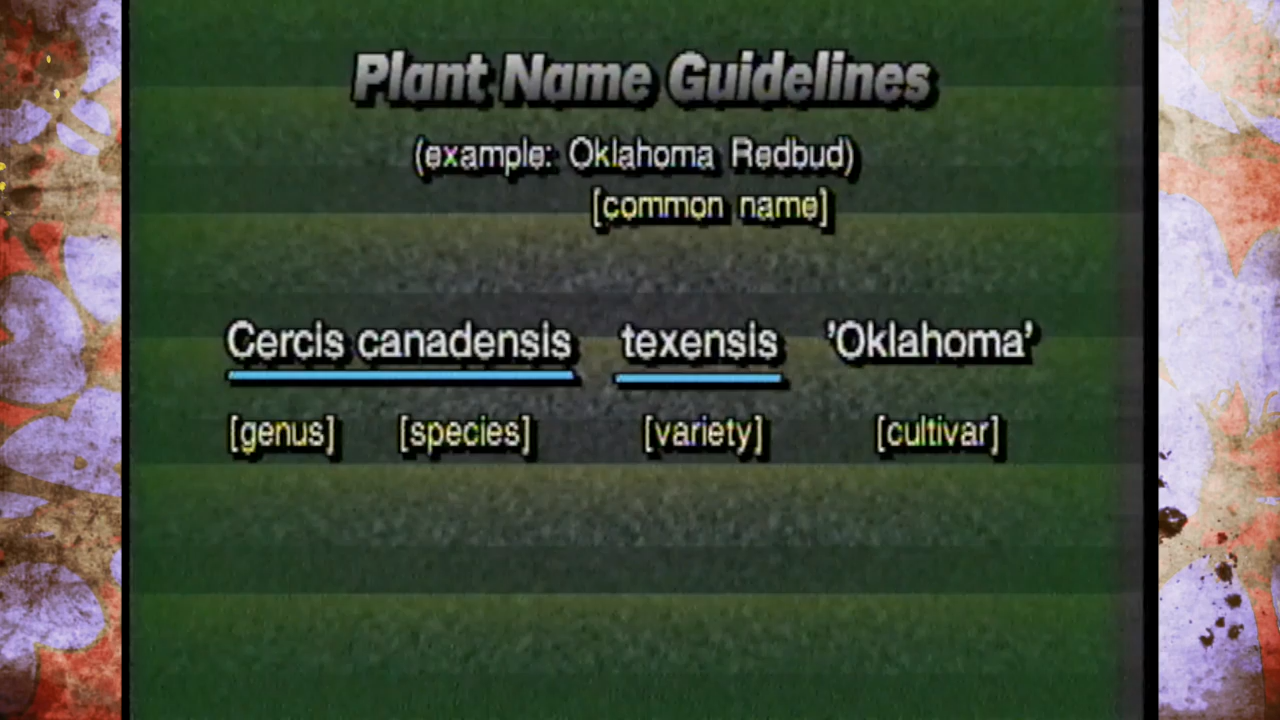 Plant Name Guidelines
(example: Oklahoma Redbud)
[common name]
Cercis canadensis texensis 'Oklahoma'
[genus] [species] [variety] [cultivar]